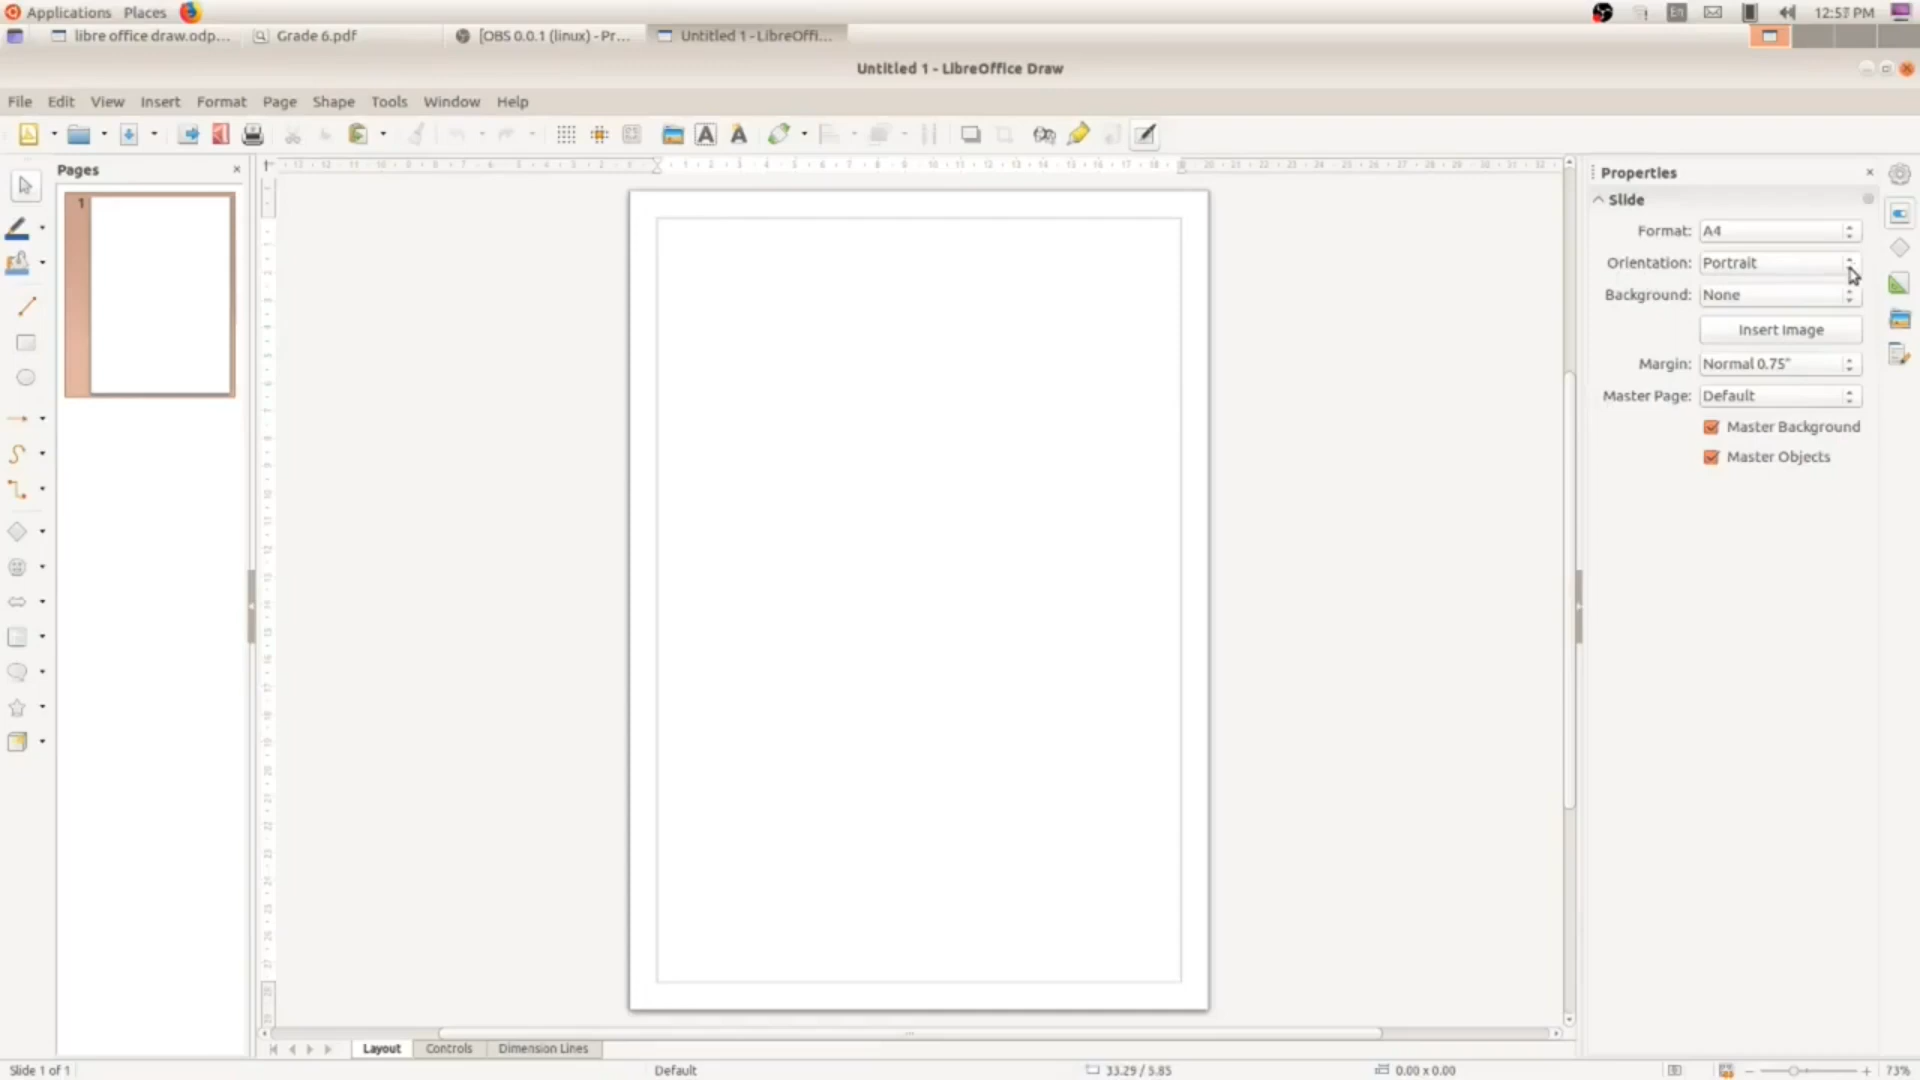 Applications Places 12:57 PM
libre office draw.odp... Grade 6.pdf [OBS 0.0.1 (linux) - Pr... Untitled 1 - LibreOffi...
Untitled 1 - LibreOffice Draw
File Edit View Insert Format Page Shape Tools Window Help
Pages
1
Properties
Slide
Format: A4
Orientation: Portrait
Background: None
Insert Image
Margin: Normal 0.75"
Master Page: Default
Master Background
Master Objects
Layout Controls Dimension Lines
Slide 1 of 1 Default 33.29 / 5.85 0.00 x 0.00 73%